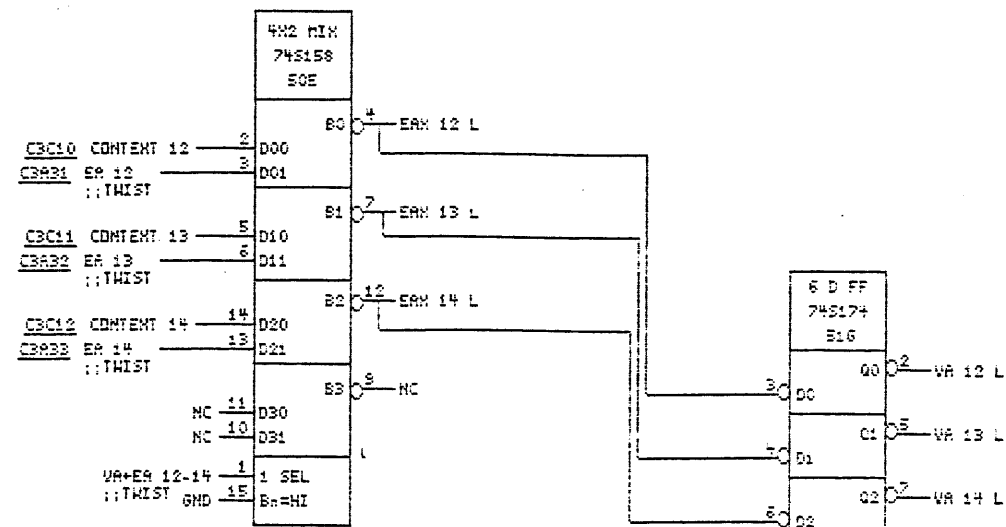 4X2 MIX
74S158
50E
B0 4 EAX 12 L
C3C10 CONTEXT 12 2 D00
C3A31 EA 12 3 D01
;;TWIST
B1 7 EAX 13 L
C3C11 CONTEXT 13 5 D10
C3A32 EA 13 6 D11
;;TWIST
B2 12 EAX 14 L
C3C12 CONTEXT 14 14 D20
C3A33 EA 14 13 D21
;;TWIST
B3 9 NC
NC 11 D30
NC 10 D31
VA+EA 12-14 1 1 SEL
;;TWIST GND 15 Bn=HI
6 D FF
74S174
51G
Q0 2 VA 12 L
3 D0
Q1 5 VA 13 L
4 D1
Q2 7 VA 14 L
6 D2